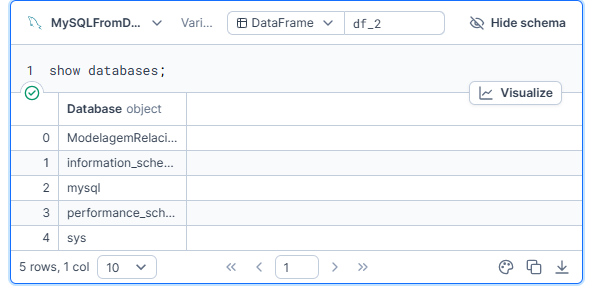 MySQLFromD... Vari... DataFrame df_2 Hide schema
1 show databases;
Visualize
Database object
0 ModelagemRelaci...
1 information_sche...
2 mysql
3 performance_sch...
4 sys
5 rows, 1 col 10 1